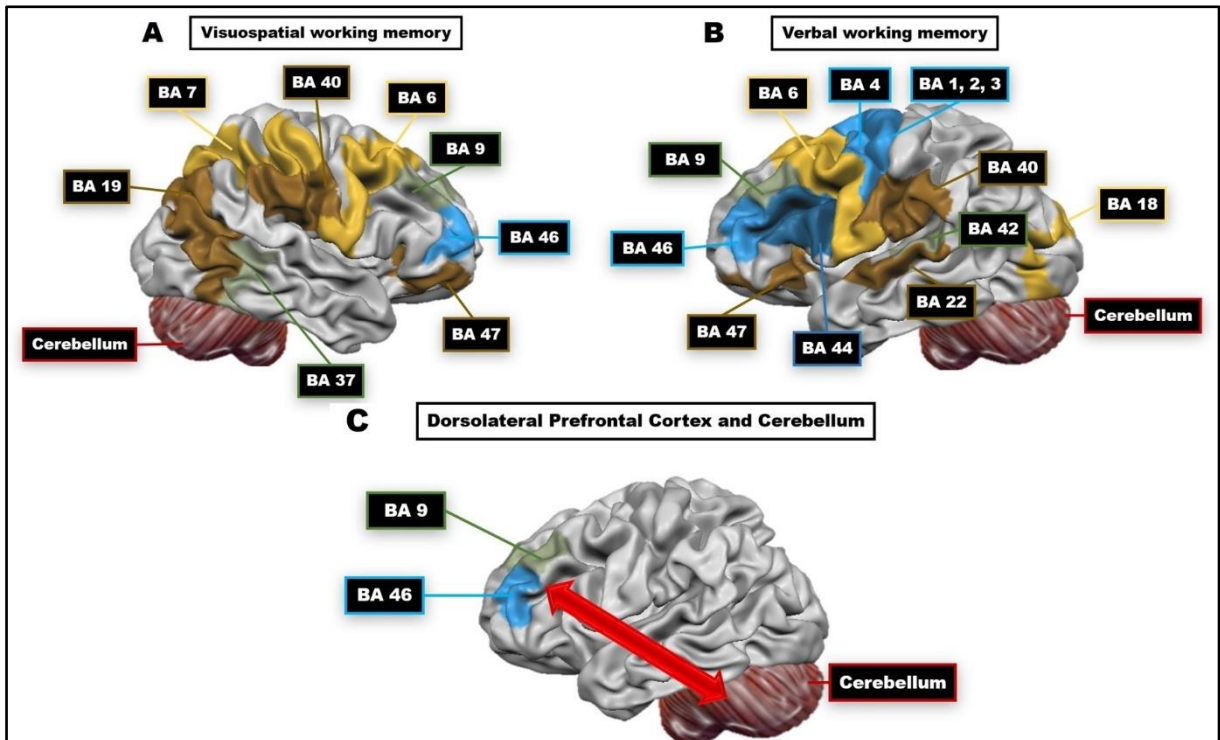 A
Visuospatial working memory
BA 7
BA 40
BA 6
BA 9
BA 19
BA 46
BA 47
Cerebellum
BA 37
B
Verbal working memory
BA 6
BA 4
BA 1, 2, 3
BA 9
BA 40
BA 18
BA 46
BA 42
BA 22
BA 47
BA 44
Cerebellum
C
Dorsolateral Prefrontal Cortex and Cerebellum
BA 9
BA 46
Cerebellum